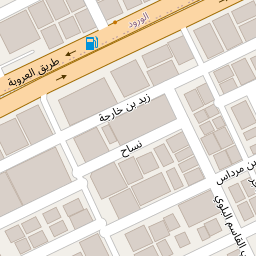 الورود
طريق العروبة
زيد بن خارجة
نساح
بن مرداس
القاسم البلوي